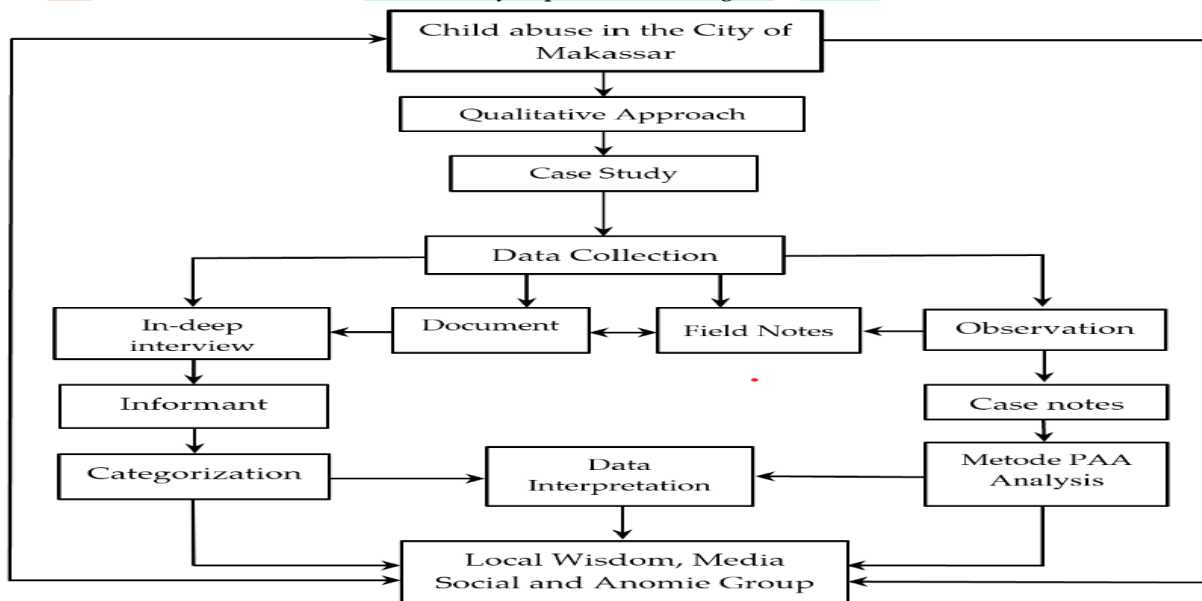 Child abuse in the City of
Makassar
Qualitative Approach
Case Study
Data Collection
In-deep
interview
Document
Field Notes
Observation
Informant
Case notes
Categorization
Data
Interpretation
Metode PAA
Analysis
Local Wisdom, Media
Social and Anomie Group